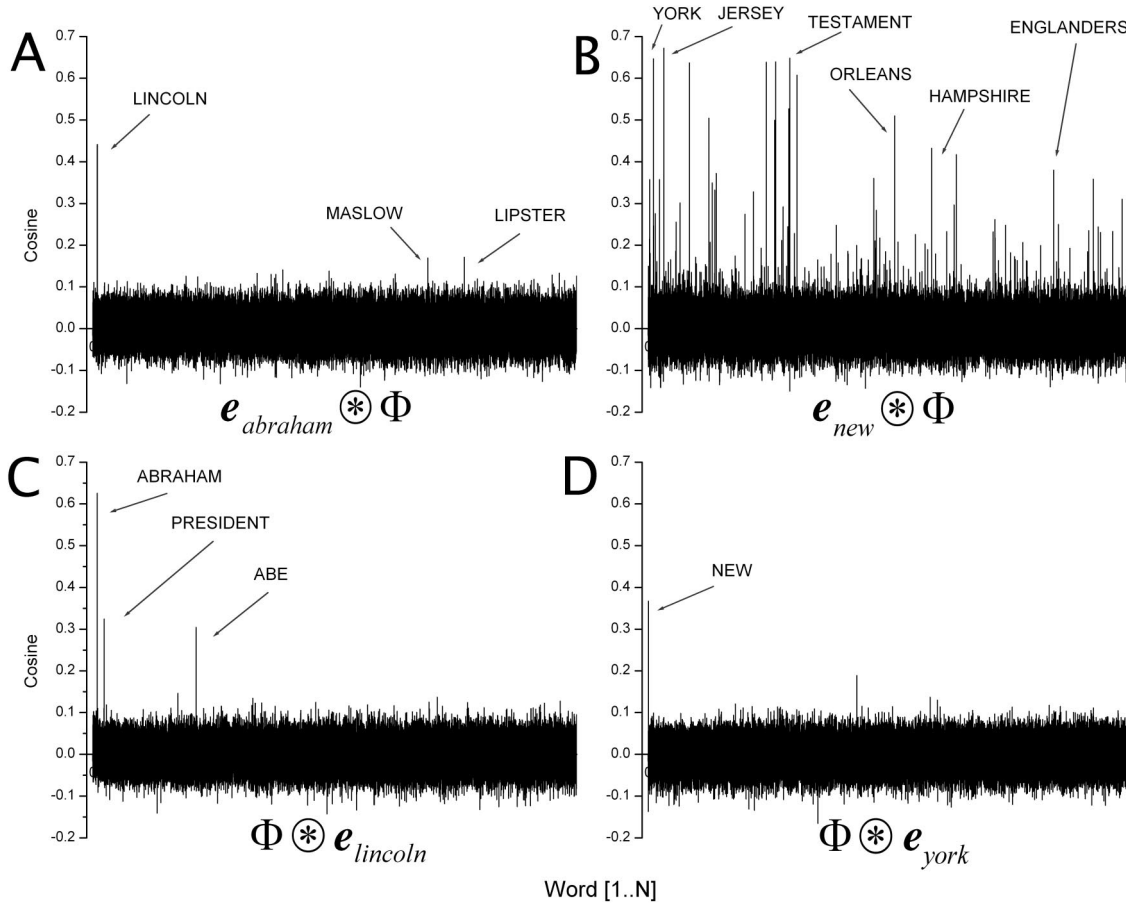 A
0.7
0.6
0.5
0.4
0.3
0.2
0.1
0.0
-0.1
-0.2
Cosine
LINCOLN
MASLOW
LIPSTER
e abraham ⊛ Φ
B
0.7
0.6
0.5
0.4
0.3
0.2
0.1
0.0
-0.1
-0.2
YORK
JERSEY
TESTAMENT
ORLEANS
HAMPSHIRE
ENGLANDERS
e new ⊛ Φ
C
0.7
0.6
0.5
0.4
0.3
0.2
0.1
0.0
-0.1
-0.2
Cosine
ABRAHAM
PRESIDENT
ABE
Φ ⊛ e lincoln
D
0.7
0.6
0.5
0.4
0.3
0.2
0.1
0.0
-0.1
-0.2
NEW
Φ ⊛ e york
Word [1..N]